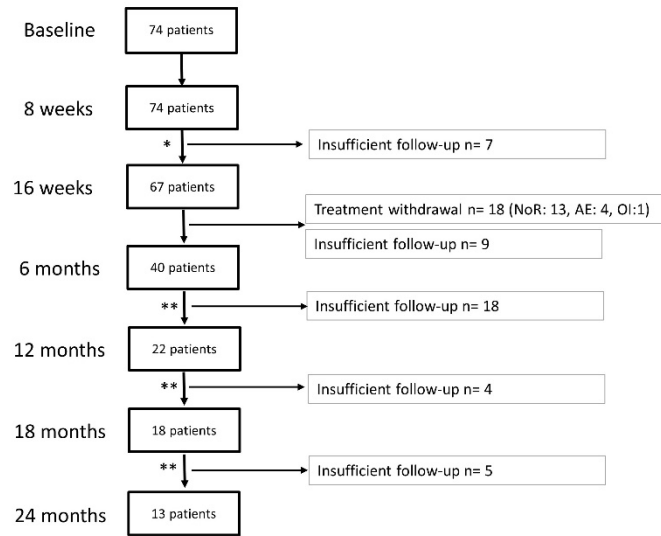 Baseline
74 patients
8 weeks
74 patients
*
Insufficient follow-up n= 7
16 weeks
67 patients
Treatment withdrawal n= 18 (NoR: 13, AE: 4, OI:1)
Insufficient follow-up n= 9
6 months
40 patients
**
Insufficient follow-up n= 18
12 months
22 patients
**
Insufficient follow-up n= 4
18 months
18 patients
**
Insufficient follow-up n= 5
24 months
13 patients